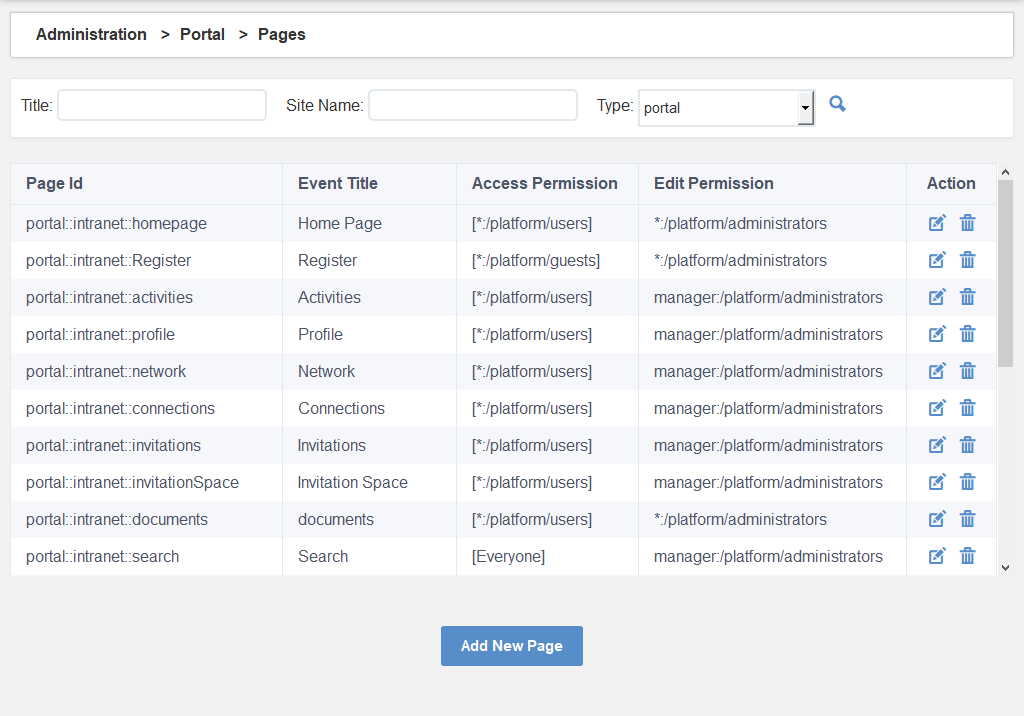 Administration > Portal > Pages
Title: Site Name: Type: portal
Page Id Event Title Access Permission Edit Permission Action
portal::intranet::homepage Home Page [*:/platform/users] *:/platform/administrators
portal::intranet::Register Register [*:/platform/guests] *:/platform/administrators
portal::intranet::activities Activities [*:/platform/users] manager:/platform/administrators
portal::intranet::profile Profile [*:/platform/users] manager:/platform/administrators
portal::intranet::network Network [*:/platform/users] manager:/platform/administrators
portal::intranet::connections Connections [*:/platform/users] manager:/platform/administrators
portal::intranet::invitations Invitations [*:/platform/users] manager:/platform/administrators
portal::intranet::invitationSpace Invitation Space [*:/platform/users] manager:/platform/administrators
portal::intranet::documents documents [*:/platform/users] *:/platform/administrators
portal::intranet::search Search [Everyone] manager:/platform/administrators
Add New Page